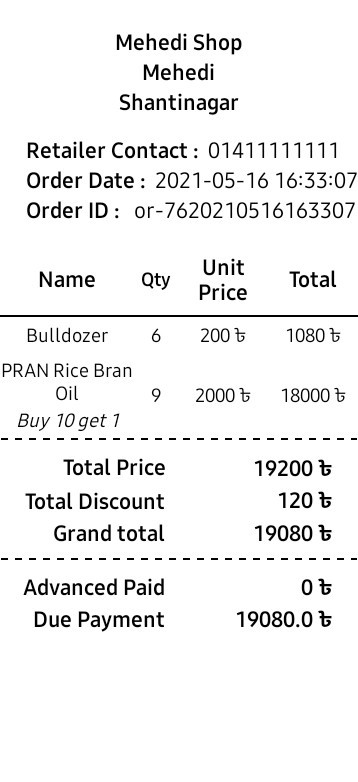 Mehedi Shop
Mehedi
Shantinagar
Retailer Contact : 01411111111
Order Date : 2021-05-16 16:33:07
Order ID : or-7620210516163307
Name Qty Unit Price Total
Bulldozer 6 200 ৳ 1080 ৳
PRAN Rice Bran
Oil 9 2000 ৳ 18000 ৳
Buy 10 get 1
Total Price 19200 ৳
Total Discount 120 ৳
Grand total 19080 ৳
Advanced Paid 0 ৳
Due Payment 19080.0 ৳